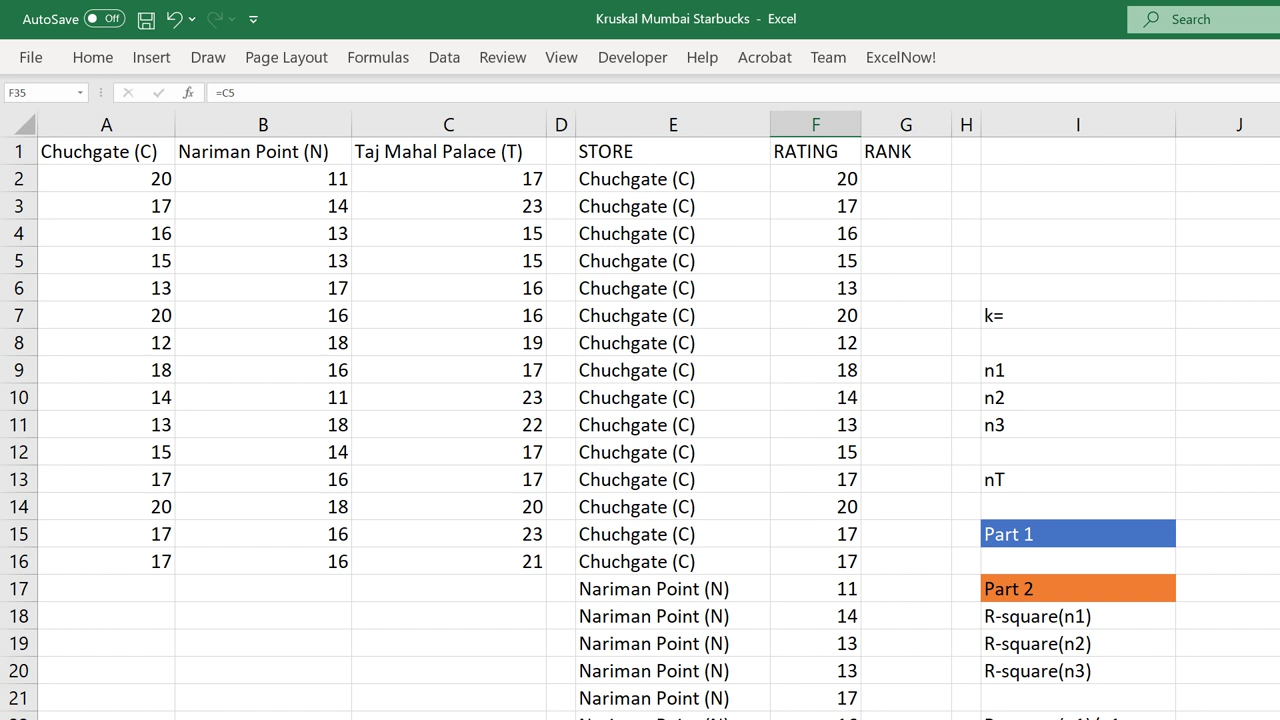 AutoSave Off Kruskal Mumbai Starbucks - Excel Search
File Home Insert Draw Page Layout Formulas Data Review View Developer Help Acrobat Team ExcelNow!
F35 fx =C5
A B C D E F G H I J
1 Chuchgate (C) Nariman Point (N) Taj Mahal Palace (T) STORE RATING RANK
2 20 11 17 Chuchgate (C) 20
3 17 14 23 Chuchgate (C) 17
4 16 13 15 Chuchgate (C) 16
5 15 13 15 Chuchgate (C) 15
6 13 17 16 Chuchgate (C) 13
7 20 16 16 Chuchgate (C) 20 k=
8 12 18 19 Chuchgate (C) 12
9 18 16 17 Chuchgate (C) 18 n1
10 14 11 23 Chuchgate (C) 14 n2
11 13 18 22 Chuchgate (C) 13 n3
12 15 14 17 Chuchgate (C) 15
13 17 16 17 Chuchgate (C) 17 nT
14 20 18 20 Chuchgate (C) 20
15 17 16 23 Chuchgate (C) 17 Part 1
16 17 16 21 Chuchgate (C) 17
17 Nariman Point (N) 11 Part 2
18 Nariman Point (N) 14 R-square(n1)
19 Nariman Point (N) 13 R-square(n2)
20 Nariman Point (N) 13 R-square(n3)
21 Nariman Point (N) 17